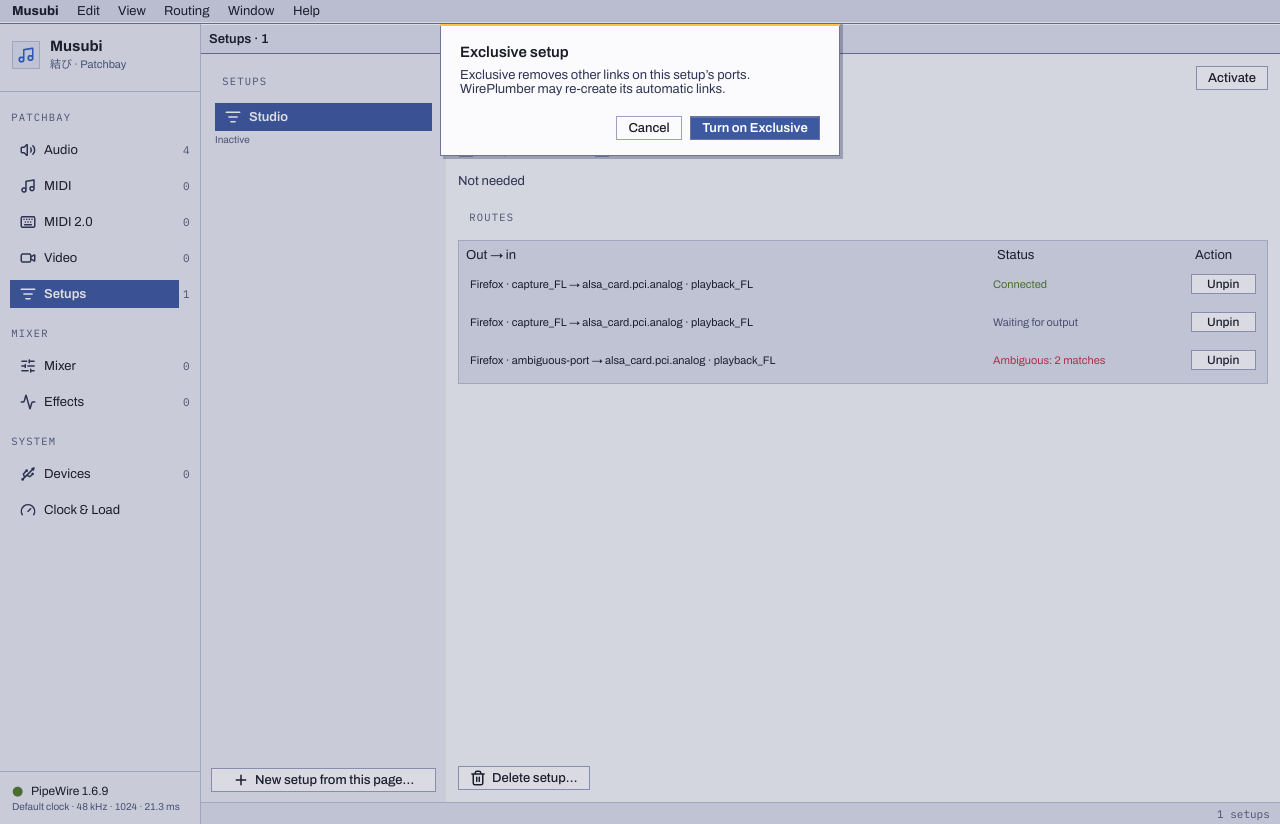 Musubi Edit View Routing Window Help
Musubi
結び · Patchbay
PATCHBAY
Audio 4
MIDI 0
MIDI 2.0 0
Video 0
Setups 1
MIXER
Mixer 0
Effects 0
SYSTEM
Devices 0
Clock & Load
PipeWire 1.6.9
Default clock · 48 kHz · 1024 · 21.3 ms
Setups · 1
SETUPS
Studio
Inactive
New setup from this page...
Exclusive setup
Exclusive removes other links on this setup's ports.
WirePlumber may re-create its automatic links.
Cancel Turn on Exclusive
Activate
Not needed
ROUTES
Out → in Status Action
Firefox · capture_FL → alsa_card.pci.analog · playback_FL Connected Unpin
Firefox · capture_FL → alsa_card.pci.analog · playback_FL Waiting for output Unpin
Firefox · ambiguous-port → alsa_card.pci.analog · playback_FL Ambiguous: 2 matches Unpin
Delete setup...
1 setups